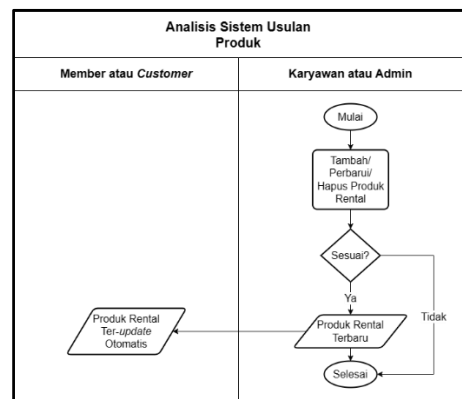 Analisis Sistem Usulan
Produk
Member atau Customer
Karyawan atau Admin
Mulai
Tambah/
Perbarui/
Hapus Produk
Rental
Sesuai?
Ya
Tidak
Produk Rental
Ter-update
Otomatis
Produk Rental
Terbaru
Selesai